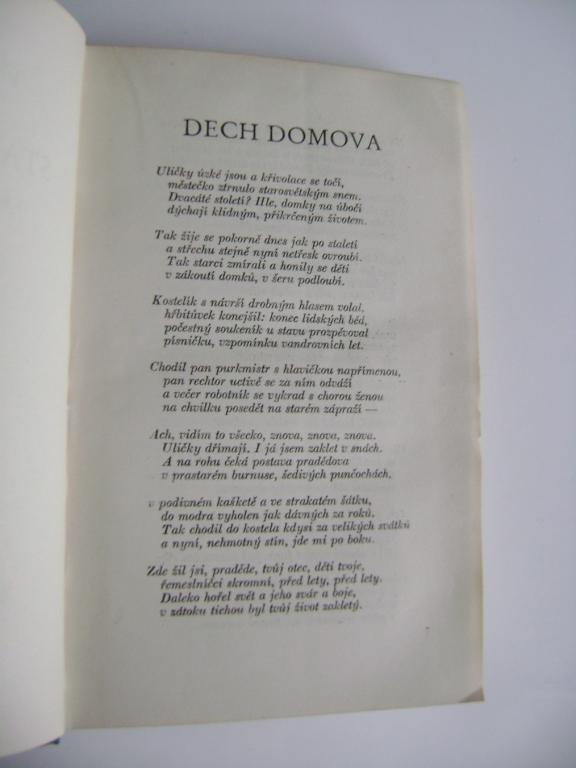 DECH DOMOVA
Uličky úzké jsou a křivolace se točí,
městečko ztrnulo starosvětským snem.
Dvacáté století? Hle, domky na úbočí
dýchají klidným, přikrčeným životem.
Tak žije se pokorně dnes jak po staletí
a střechu stejně nyní netřesk ovroubí.
Tak starci zmírali a honily se děti
v zákoutí domků, v šeru podloubí.
Kostelík s návrší drobným hlasem volal,
hřbitůvek konejšil: konec lidských běd,
počestný soukeník u stavu prozpěvoval
písničku, vzpomínku vandrovních let.
Chodil pan purkmistr s hlavičkou napřímenou,
pan rechtor uctivě se za ním odváží
a večer robotník se vykrad s chorou ženou
na chvilku posedět na starém zápraží —
Ach, vidím to všecko, znova, znova, znova.
Uličky dřímají. I já jsem zaklet v snách.
A na rohu čeká postava pradědova
v prastarém burnuse, šedivých punčochách.
v podivném kašketě a ve strakatém šátku,
do modra vyholen jak dávných za roků.
Tak chodil do kostela kdysi za velikých svátků
a nyní, nehmotný stín, jde mi po boku.
Zde žil jsi, praděde, tvůj otec, děti tvoje,
řemeslníci skromní, před lety, před lety.
Daleko hořel svět a jeho svár a boje,
v zátoku tichou byl tvůj život zakletý.